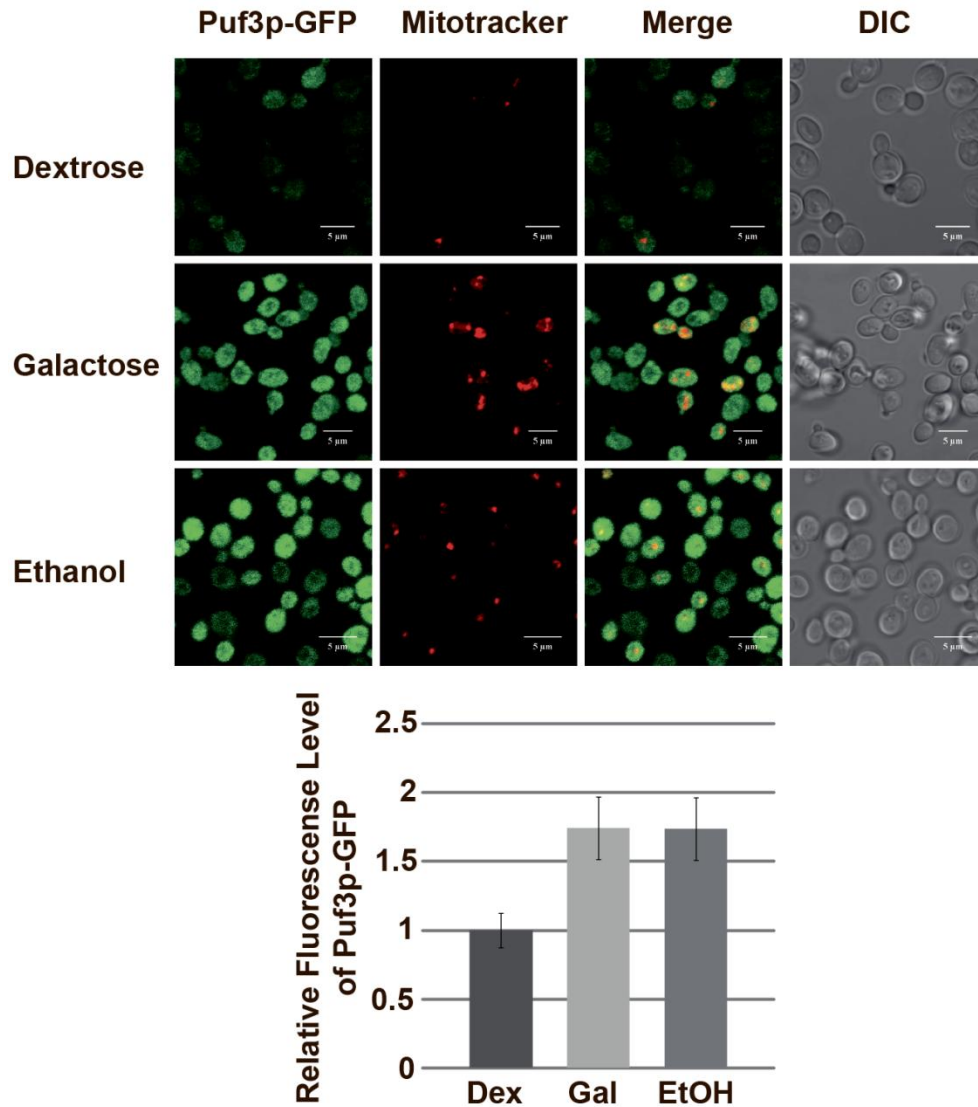 Puf3p-GFP Mitotracker Merge DIC
Dextrose
5 µm 5 µm 5 µm 5 µm
Galactose
5 µm 5 µm 5 µm 5 µm
Ethanol
5 µm 5 µm 5 µm 5 µm
Relative Fluorescense Level
of Puf3p-GFP
2.5
2
1.5
1
0.5
0
Dex Gal EtOH